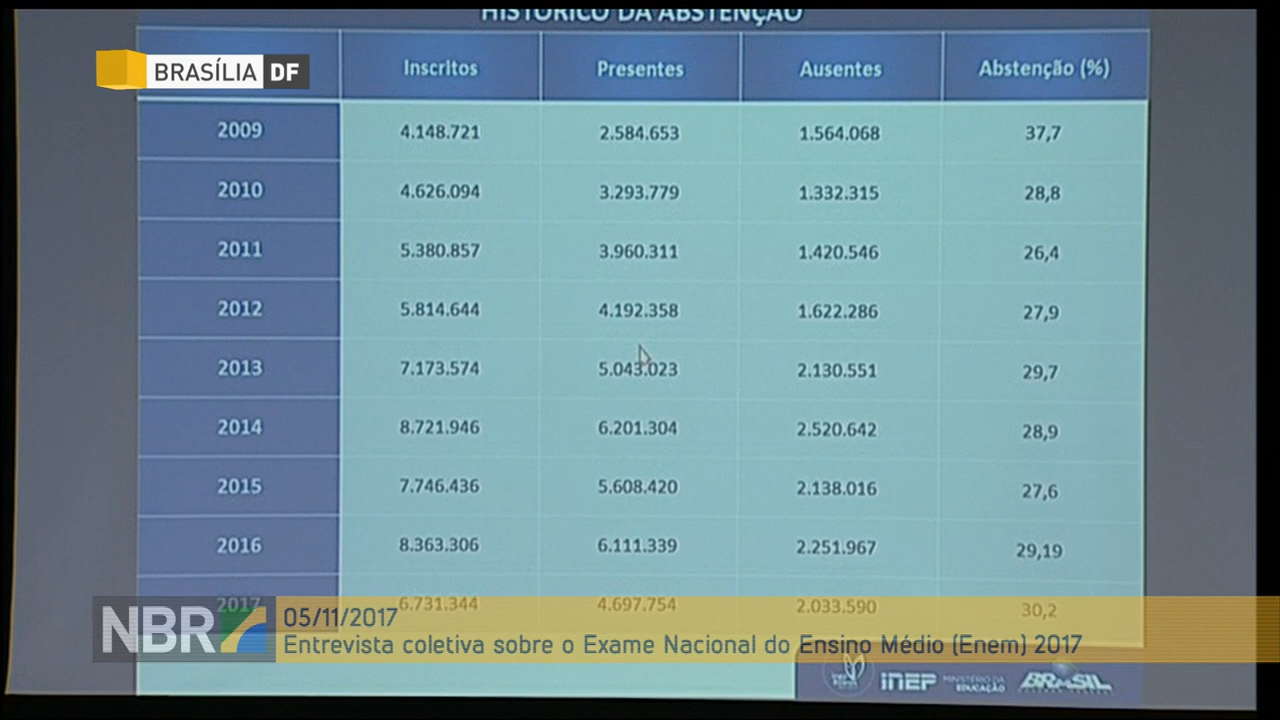 HISTÓRICO DA ABSTENÇÃO
BRASÍLIA DF
Inscritos Presentes Ausentes Abstenção (%)
2009 4.148.721 2.584.653 1.564.068 37,7
2010 4.626.094 3.293.779 1.332.315 28,8
2011 5.380.857 3.960.311 1.420.546 26,4
2012 5.814.644 4.192.358 1.622.286 27,9
2013 7.173.574 5.043.023 2.130.551 29,7
2014 8.721.946 6.201.304 2.520.642 28,9
2015 7.746.436 5.608.420 2.138.016 27,6
2016 8.363.306 6.111.339 2.251.967 29,19
2017 6.731.344 4.697.754 2.033.590 30,2
NBR
05/11/2017
Entrevista coletiva sobre o Exame Nacional do Ensino Médio (Enem) 2017
INEP
MINISTÉRIO DA
EDUCAÇÃO
BRASIL